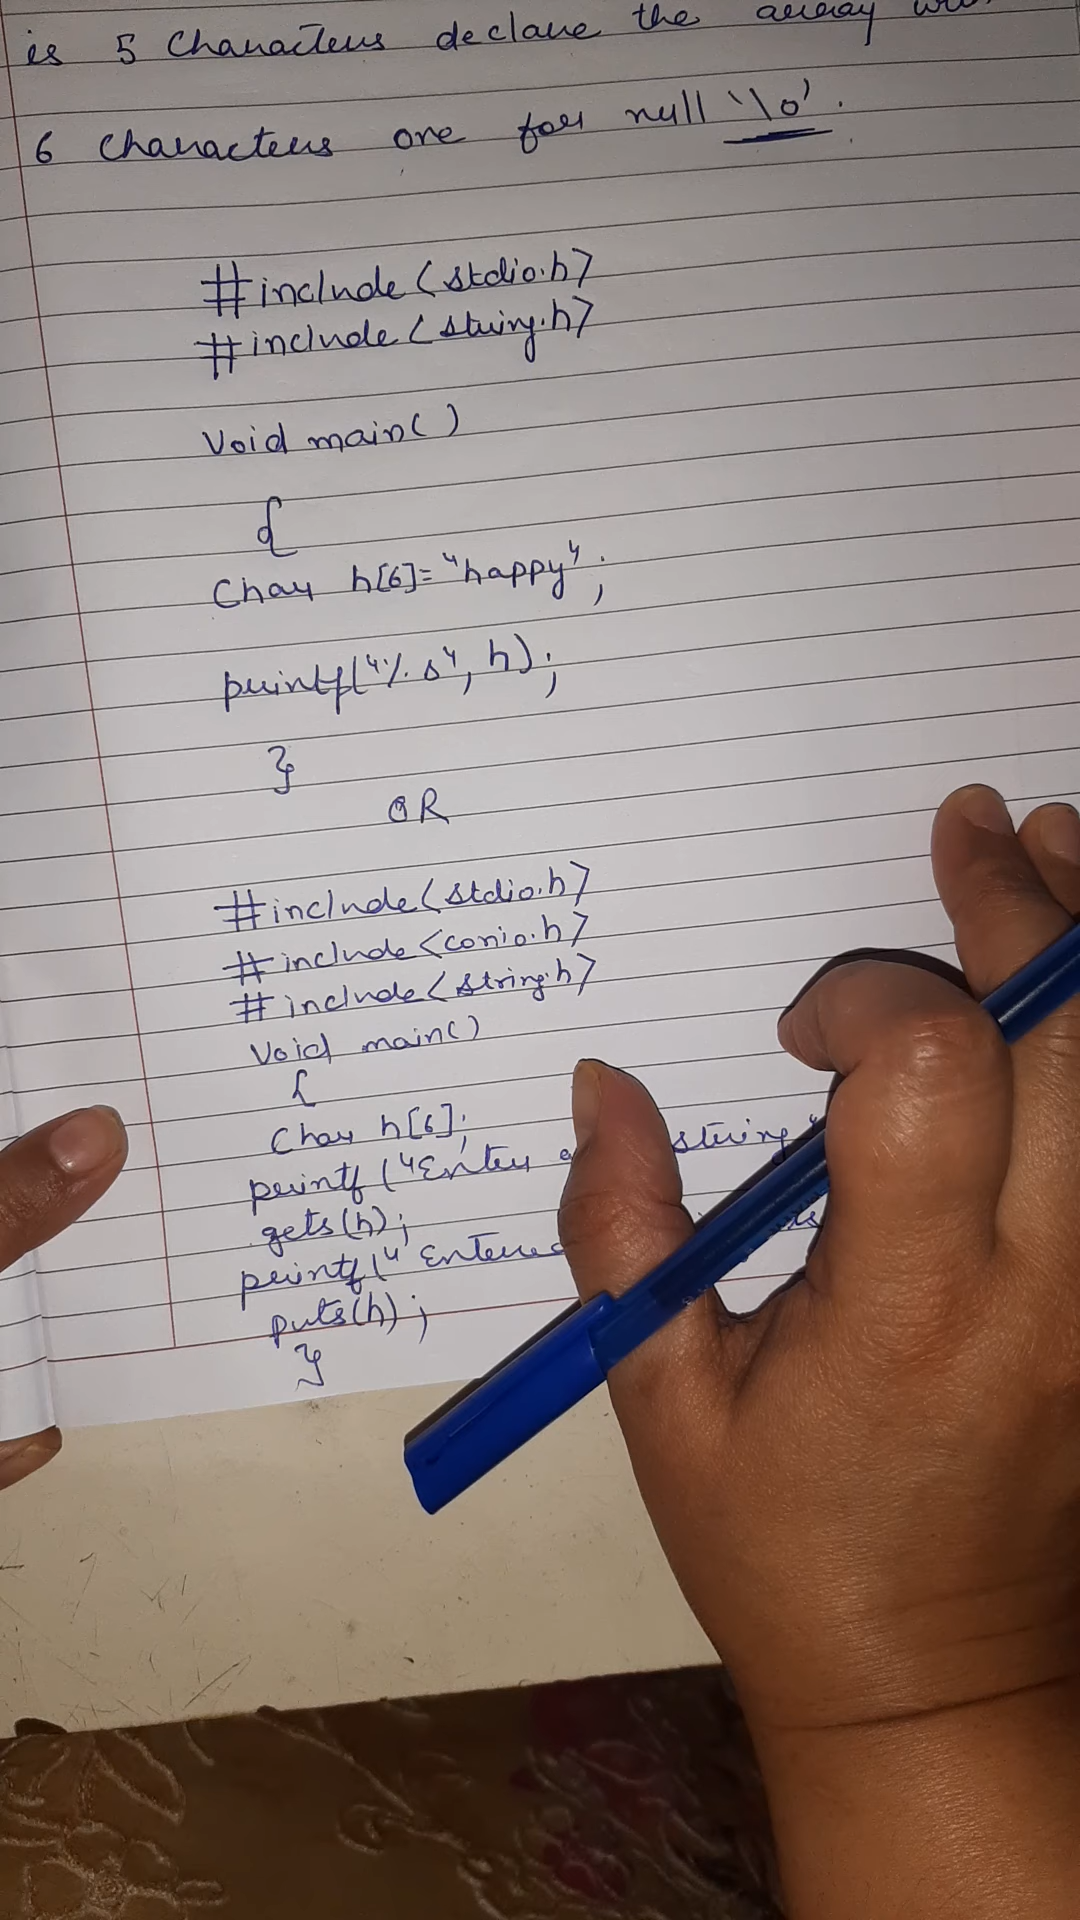 is 5 Characters declare the array
6 Characters one for null '\0'.
#include<stdio.h>
#include<string.h>
Void main()
{
Char h[6]="happy";
printf("%s", h);
}
OR
#include<stdio.h>
#include<conio.h>
#include<string.h>
Void main()
{
Char h[6];
printf("Enter string"
gets(h);
printf("Entered
puts(h);
}